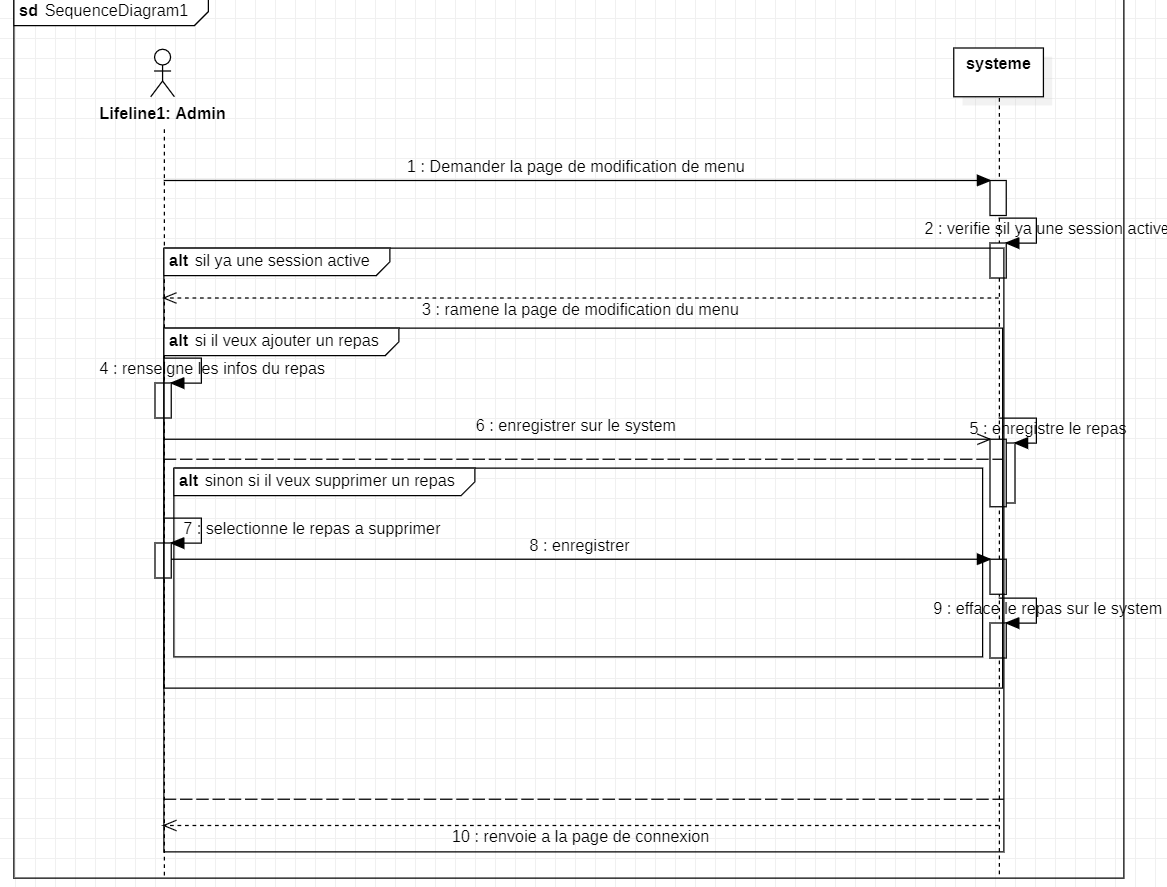 sd SequenceDiagram1
systeme
Lifeline1: Admin
1 : Demander la page de modification de menu
2 : verifie sil ya une session active
alt sil ya une session active
3 : ramene la page de modification du menu
alt si il veux ajouter un repas
4 : renseigne les infos du repas
6 : enregistrer sur le system
5 : enregistre le repas
alt sinon si il veux supprimer un repas
7 : selectionne le repas a supprimer
8 : enregistrer
9 : efface le repas sur le system
10 : renvoie a la page de connexion